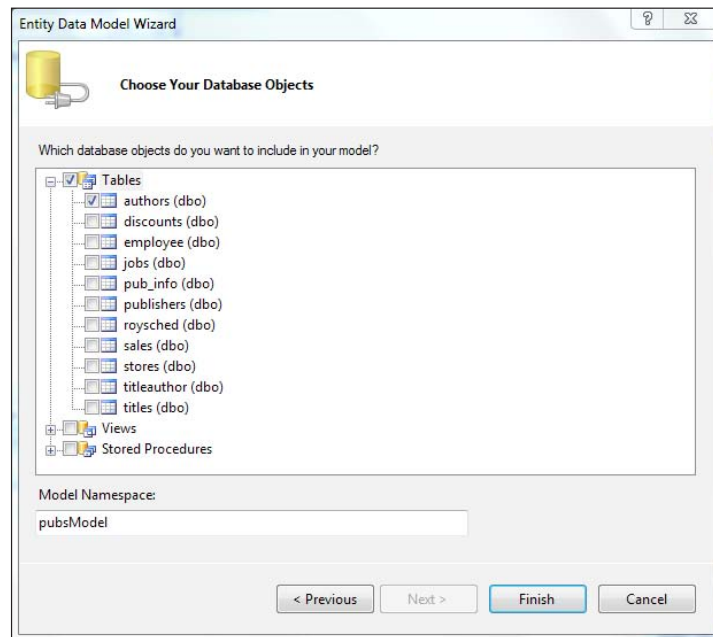 Entity Data Model Wizard
Choose Your Database Objects
Which database objects do you want to include in your model?
Tables
authors (dbo)
discounts (dbo)
employee (dbo)
jobs (dbo)
pub_info (dbo)
publishers (dbo)
roysched (dbo)
sales (dbo)
stores (dbo)
titleauthor (dbo)
titles (dbo)
Views
Stored Procedures
Model Namespace:
pubsModel
< Previous Next > Finish Cancel